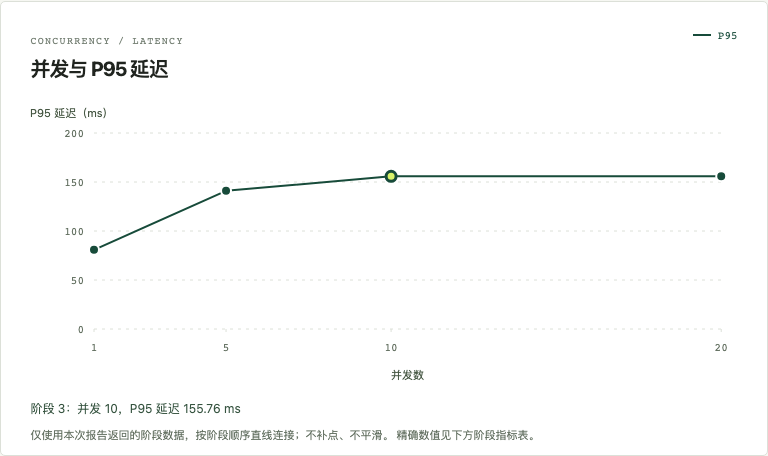 CONCURRENCY / LATENCY
P95
并发与 P95 延迟
P95 延迟（ms）
200
150
100
50
0
1 5 10 20
并发数
阶段 3：并发 10，P95 延迟 155.76 ms
仅使用本次报告返回的阶段数据，按阶段顺序直线连接；不补点、不平滑。 精确数值见下方阶段指标表。